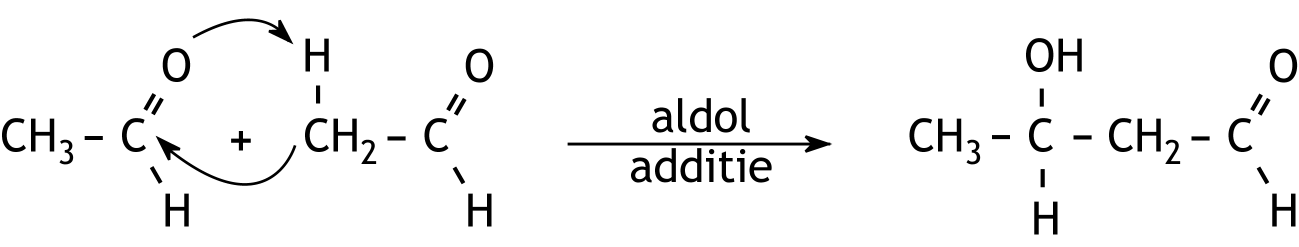 O H O OH O
CH₃ – C + CH₂ – C aldol additie CH₃ – C – CH₂ – C
H H H H